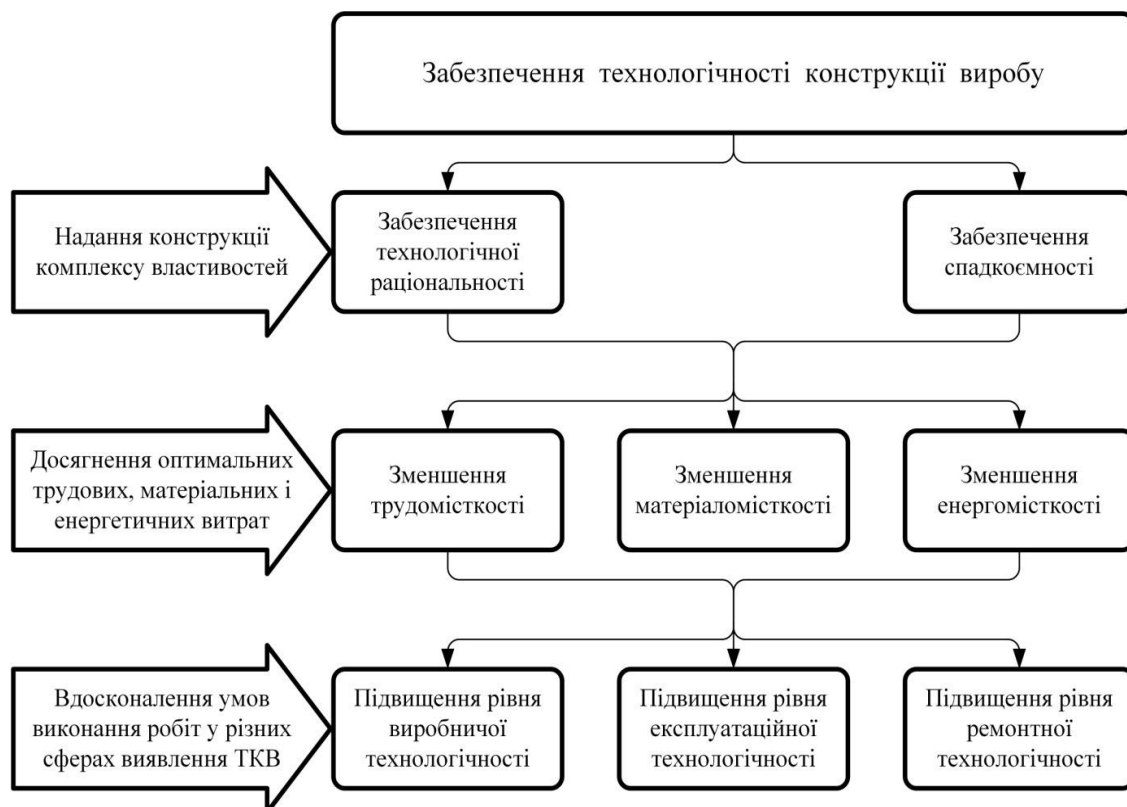 Забезпечення технологічності конструкції виробу
Надання конструкції
комплексу властивостей
Забезпечення
технологічної
раціональності
Забезпечення
спадкоємності
Досягнення оптимальних
трудових, матеріальних і
енергетичних витрат
Зменшення
трудомісткості
Зменшення
матеріаломісткості
Зменшення
енергомісткості
Вдосконалення умов
виконання робіт у різних
сферах виявлення ТКВ
Підвищення рівня
виробничої
технологічності
Підвищення рівня
експлуатаційної
технологічності
Підвищення рівня
ремонтної
технологічності